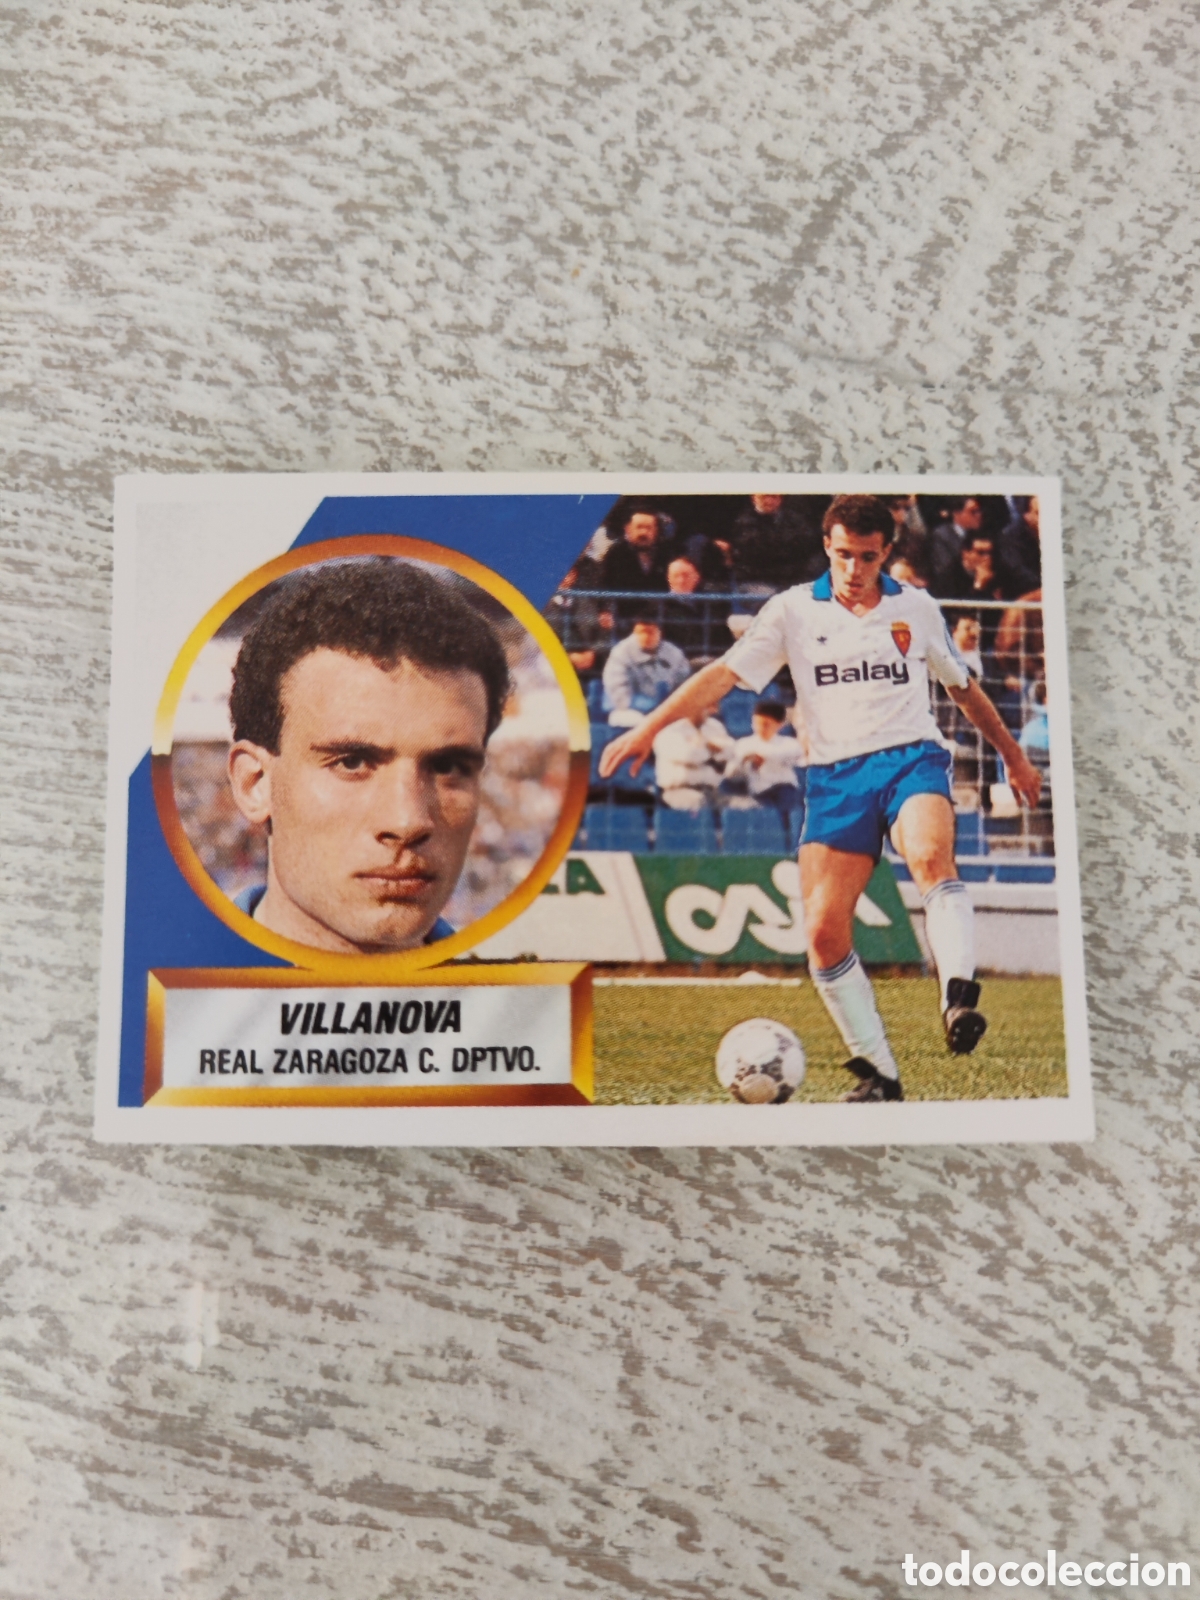 Balay
VILLANOVA
REAL ZARAGOZA C. DPTVO.
todocoleccion